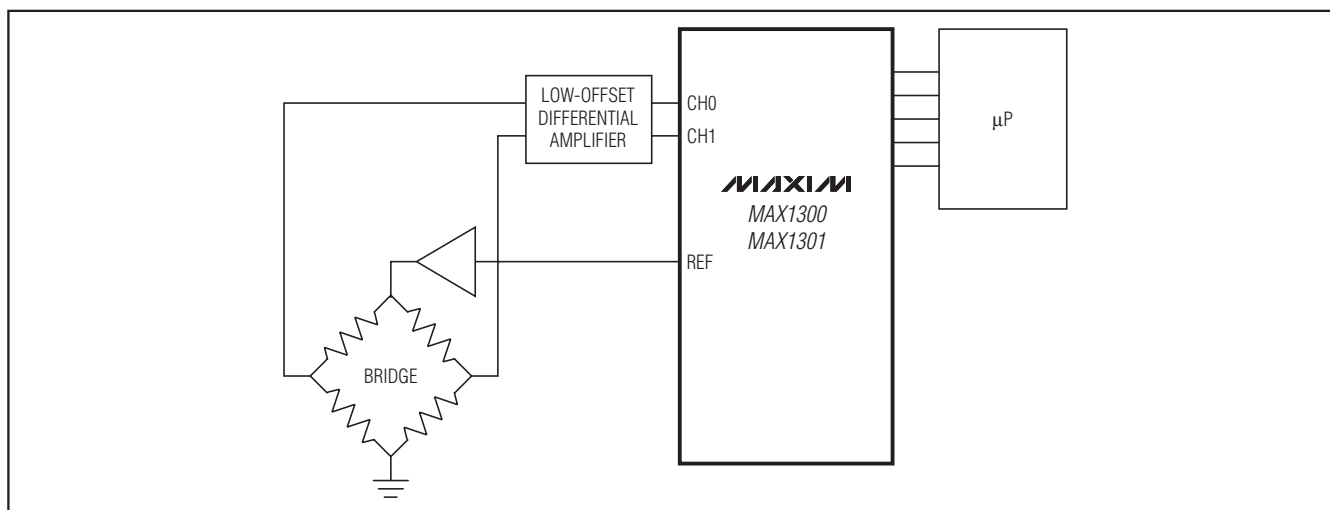 LOW-OFFSET
DIFFERENTIAL
AMPLIFIER
CH0
CH1
µP
MAXIM
MAX1300
MAX1301
REF
BRIDGE